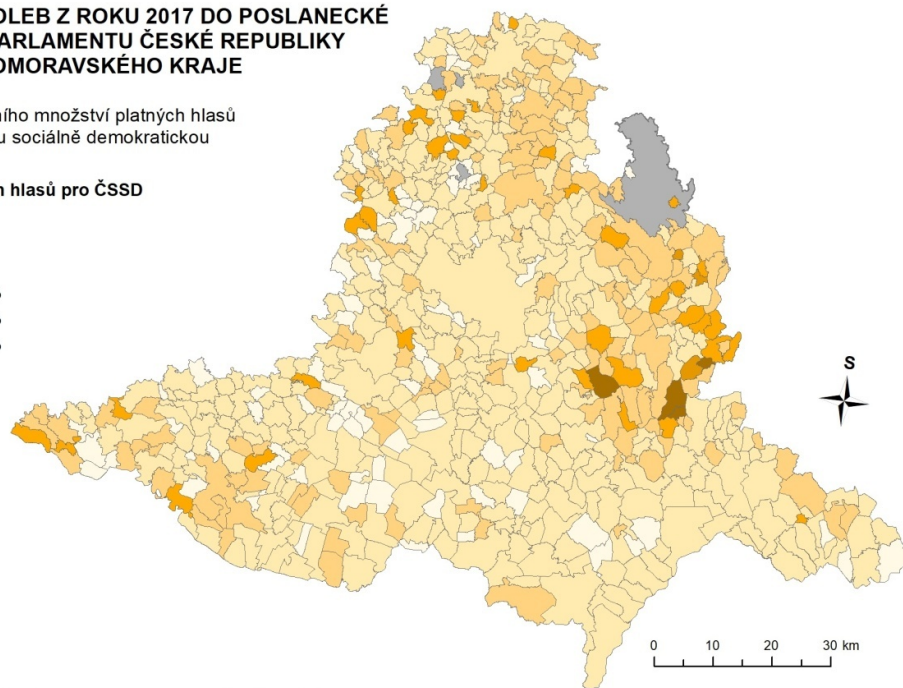 OLEB Z ROKU 2017 DO POSLANECKÉ
ARLAMENTU ČESKÉ REPUBLIKY
OMORAVSKÉHO KRAJE
ního množství platných hlasů
u sociálně demokratickou
hlasů pro ČSSD
S
0 10 20 30 km